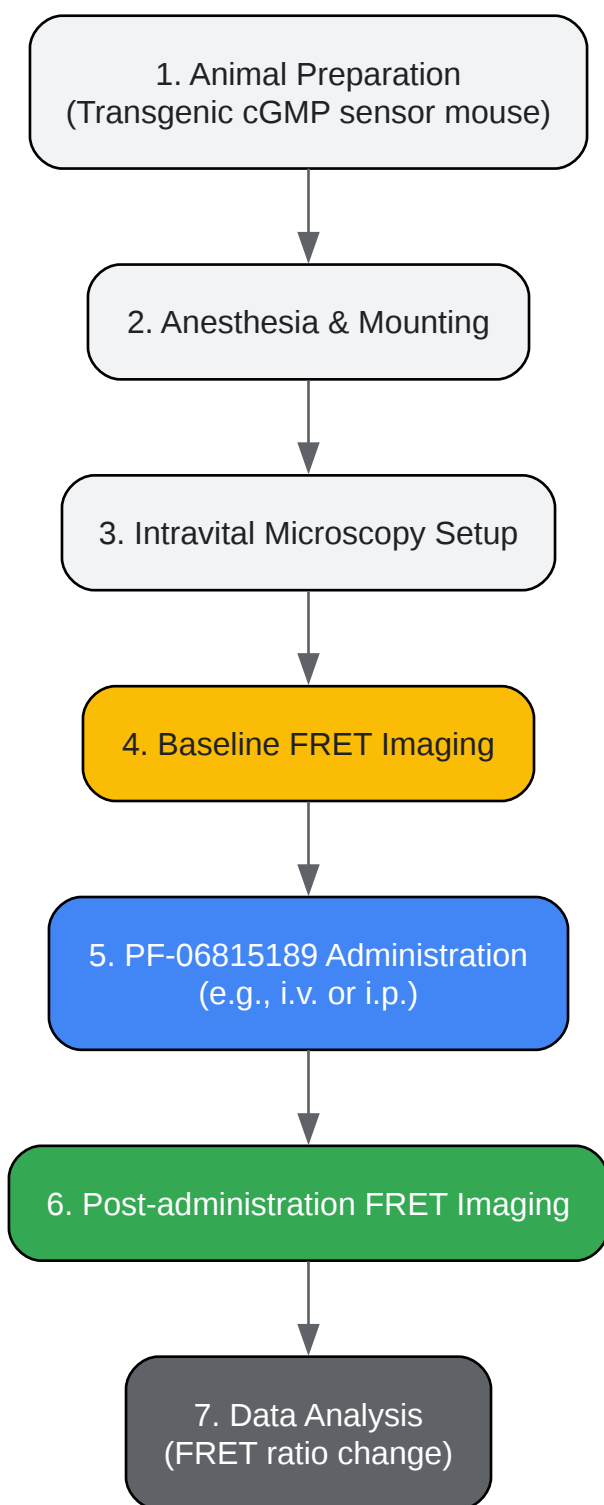 1. Animal Preparation
(Transgenic cGMP sensor mouse)
2. Anesthesia & Mounting
3. Intravital Microscopy Setup
4. Baseline FRET Imaging
5. PF-06815189 Administration
(e.g., i.v. or i.p.)
6. Post-administration FRET Imaging
7. Data Analysis
(FRET ratio change)